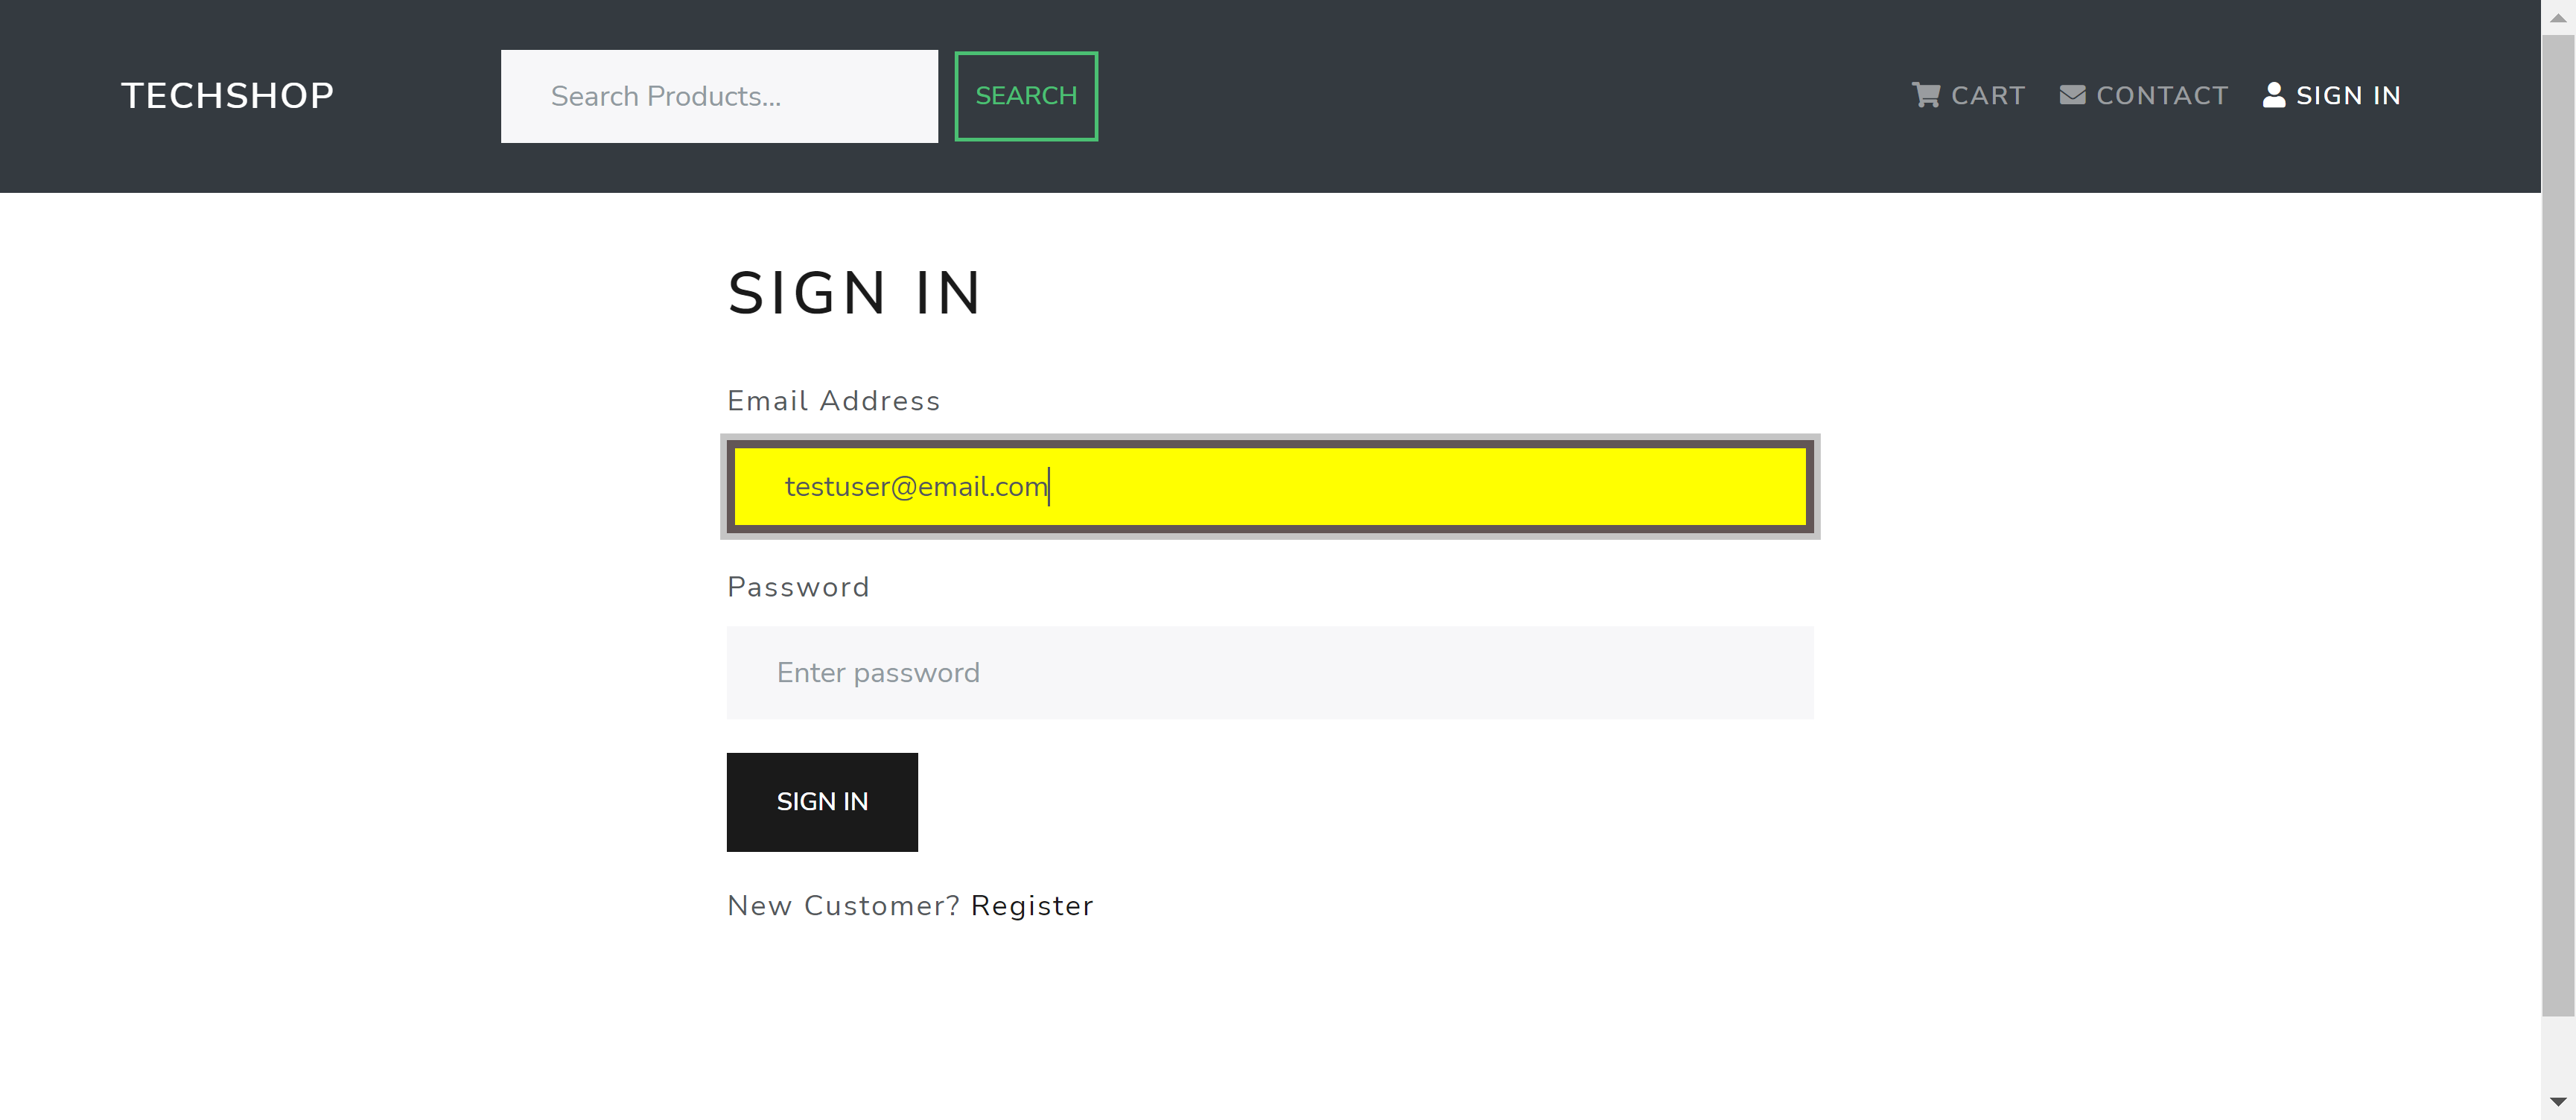 TECHSHOP
Search Products...
SEARCH
CART
CONTACT
SIGN IN
SIGN IN
Email Address
testuser@email.com
Password
Enter password
SIGN IN
New Customer? Register